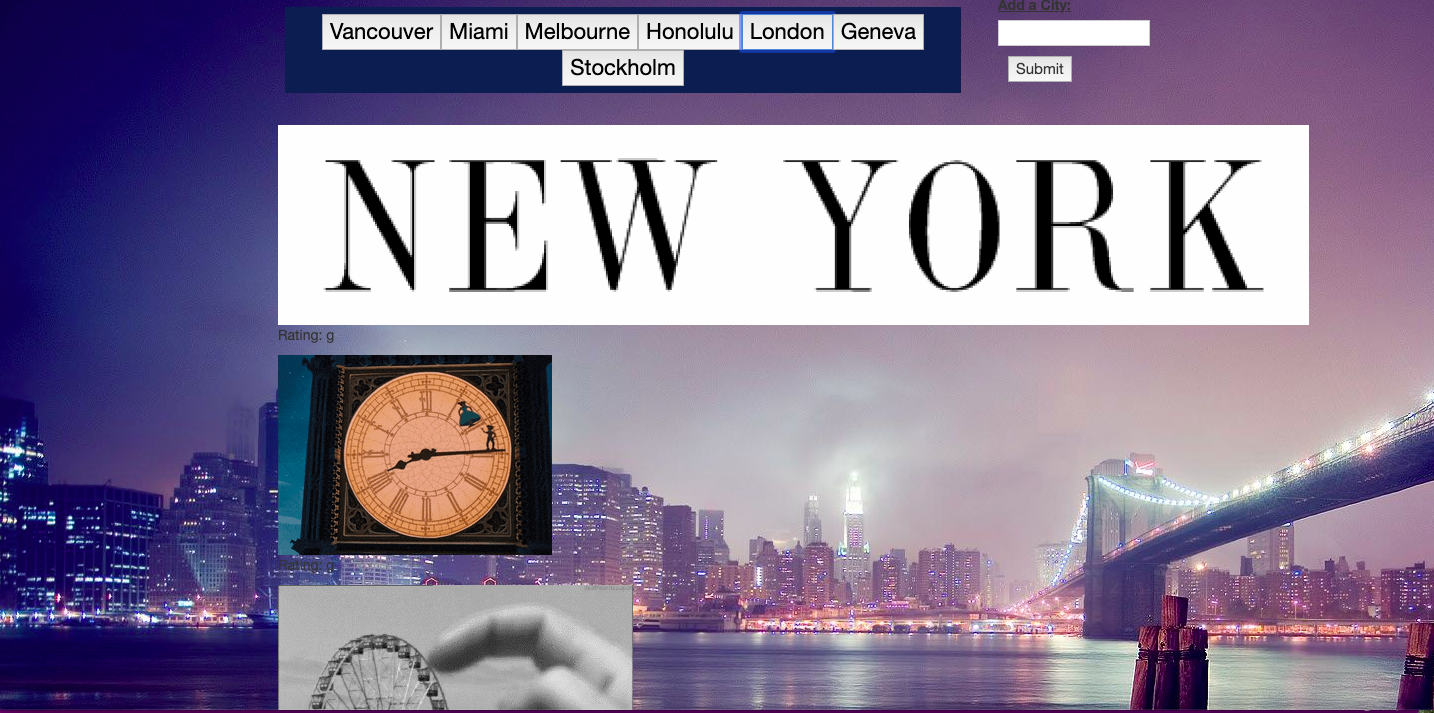 Vancouver Miami Melbourne Honolulu London Geneva
Stockholm
Add a City:
Submit
NEW YORK
Rating: g
Rating: g